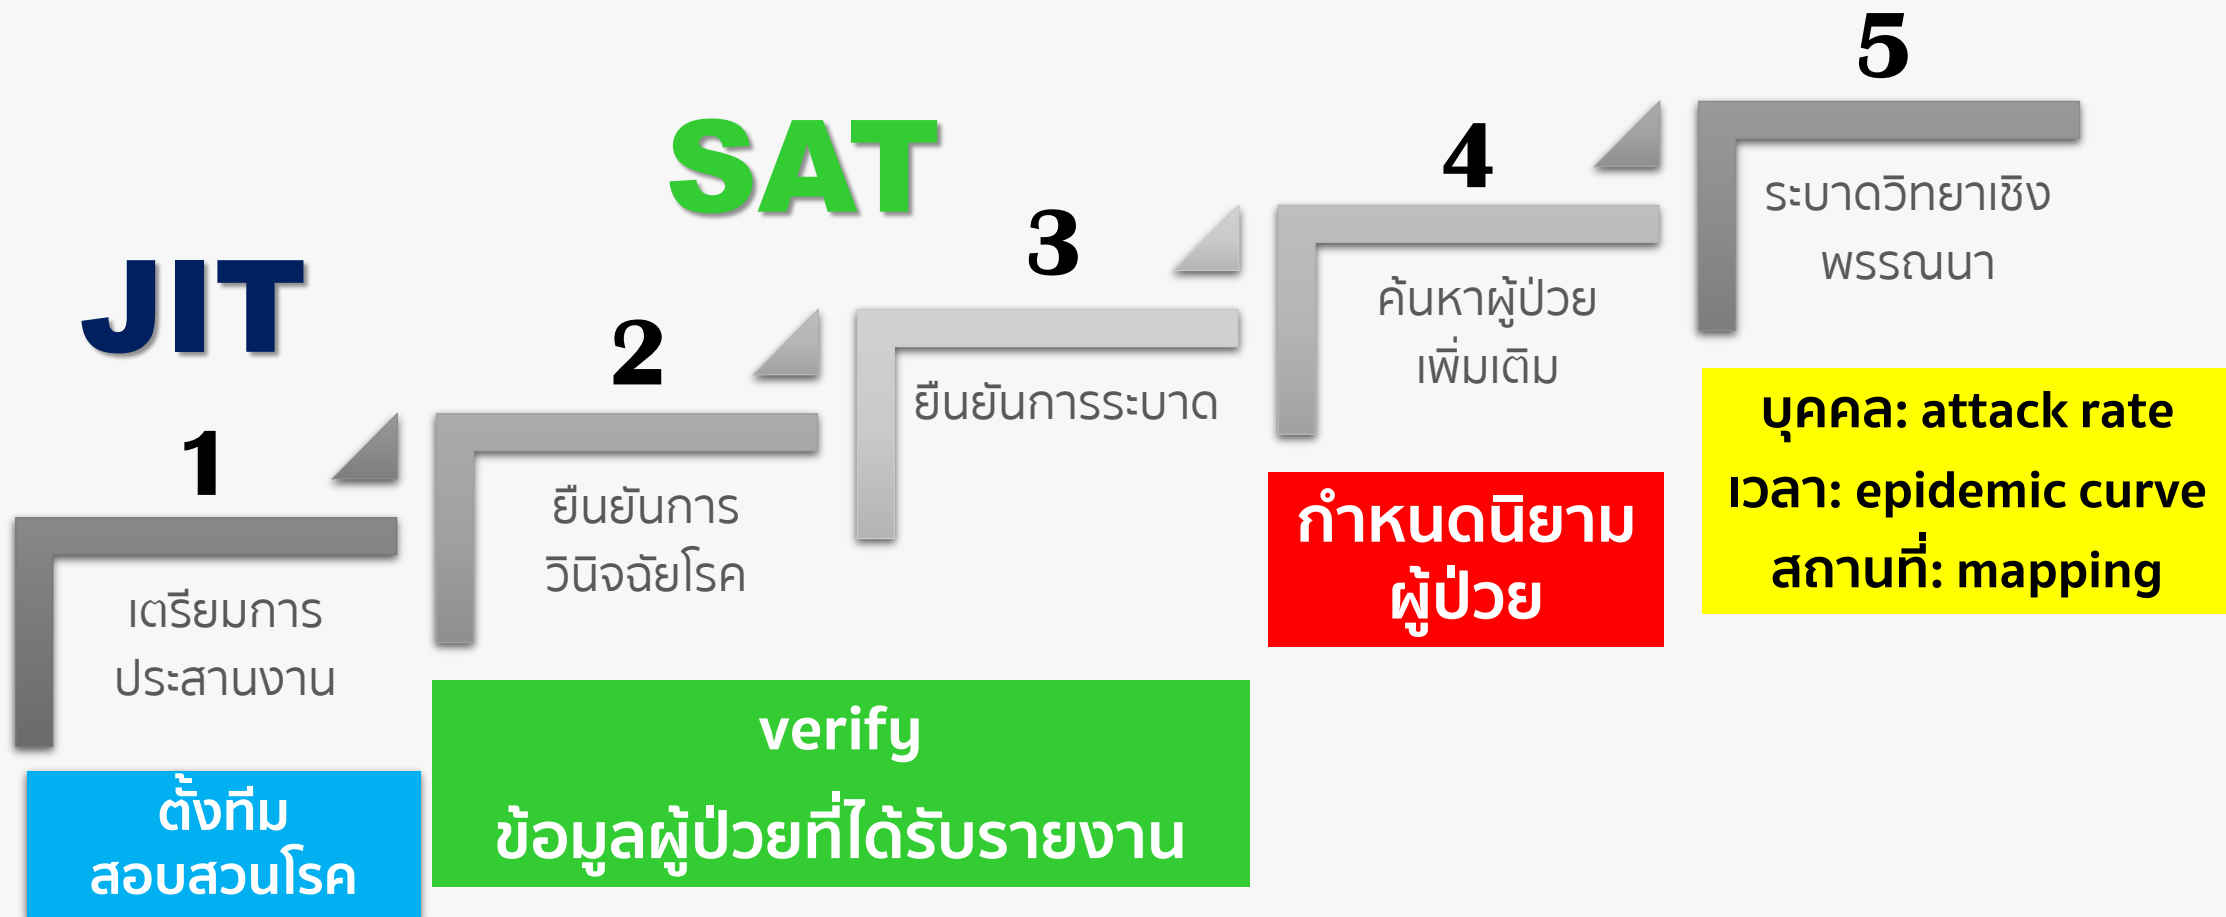 JIT
1
เตรียมการ
ประสานงาน
ตั้งทีม
สอบสวนโรค
SAT
2
ยืนยันการ
วินิจฉัยโรค
3
ยืนยันการระบาด
verify
ข้อมูลผู้ป่วยที่ได้รับรายงาน
4
ค้นหาผู้ป่วย
เพิ่มเติม
กำหนดนิยาม
ผู้ป่วย
5
ระบาดวิทยาเชิง
พรรณนา
บุคคล: attack rate
เวลา: epidemic curve
สถานที่: mapping